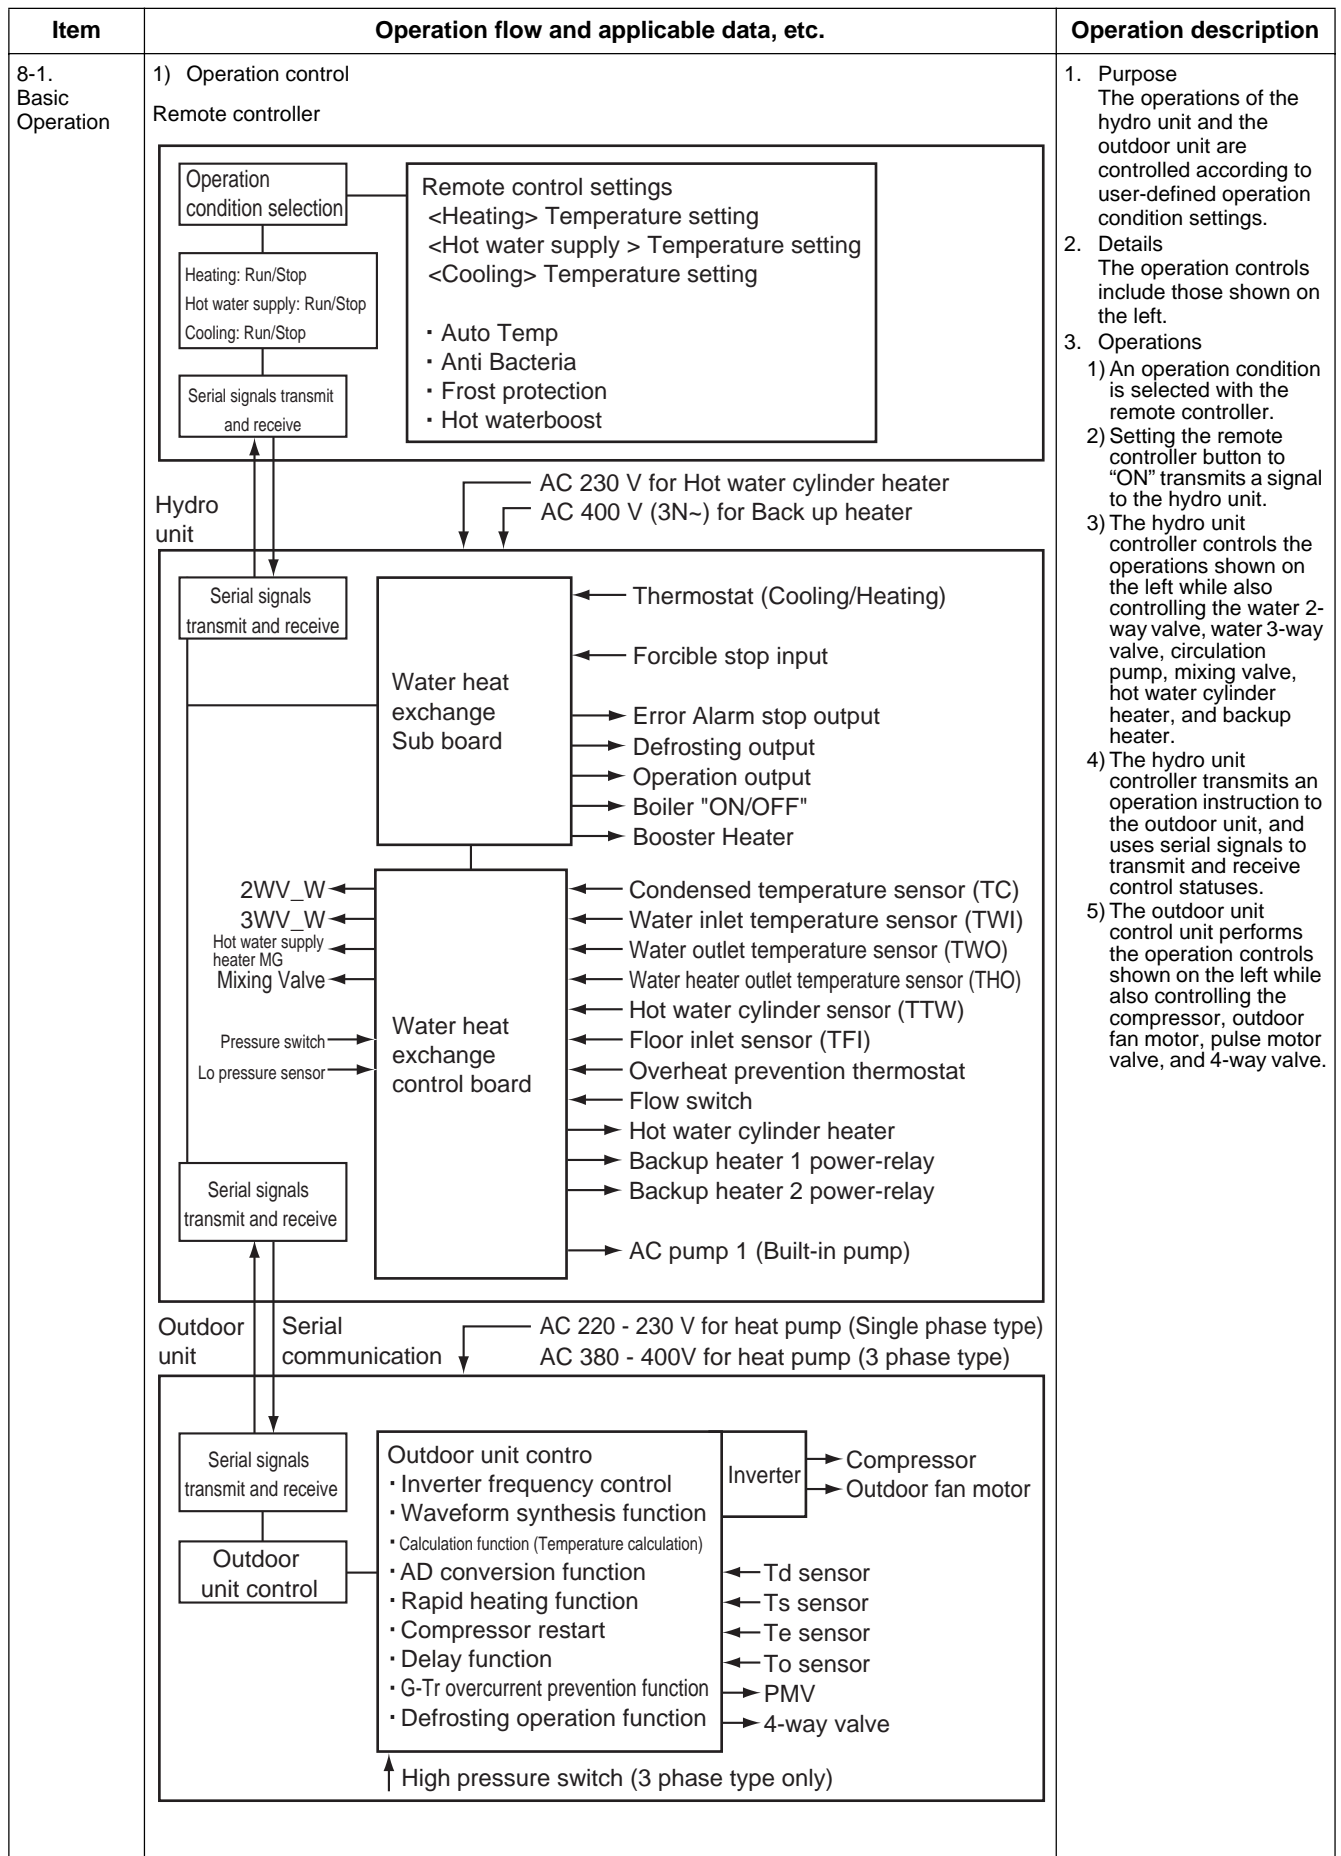 Item
Operation flow and applicable data, etc.
Operation description
8-1.
Basic
Operation
1) Operation control
Remote controller
Operation
condition selection
Heating: Run/Stop
Hot water supply: Run/Stop
Cooling: Run/Stop
Serial signals transmit
and receive
Remote control settings
<Heating> Temperature setting
<Hot water supply > Temperature setting
<Cooling> Temperature setting
・Auto Temp
・Anti Bacteria
・Frost protection
・Hot waterboost
Hydro
unit
AC 230 V for Hot water cylinder heater
AC 400 V (3N~) for Back up heater
Serial signals
transmit and receive
Water heat
exchange
Sub board
Thermostat (Cooling/Heating)
Forcible stop input
Error Alarm stop output
Defrosting output
Operation output
Boiler "ON/OFF"
Booster Heater
2WV_W
3WV_W
Hot water supply
heater MG
Mixing Valve
Pressure switch
Lo pressure sensor
Water heat
exchange
control board
Condensed temperature sensor (TC)
Water inlet temperature sensor (TWI)
Water outlet temperature sensor (TWO)
Water heater outlet temperature sensor (THO)
Hot water cylinder sensor (TTW)
Floor inlet sensor (TFI)
Overheat prevention thermostat
Flow switch
Hot water cylinder heater
Backup heater 1 power-relay
Backup heater 2 power-relay
AC pump 1 (Built-in pump)
Serial signals
transmit and receive
Outdoor
unit
Serial
communication
AC 220 - 230 V for heat pump (Single phase type)
AC 380 - 400V for heat pump (3 phase type)
Serial signals
transmit and receive
Outdoor
unit control
Outdoor unit contro
・Inverter frequency control
・Waveform synthesis function
・Calculation function (Temperature calculation)
・AD conversion function
・Rapid heating function
・Compressor restart
・Delay function
・G-Tr overcurrent prevention function
・Defrosting operation function
Inverter
Compressor
Outdoor fan motor
Td sensor
Ts sensor
Te sensor
To sensor
PMV
4-way valve
High pressure switch (3 phase type only)
1. Purpose
The operations of the
hydro unit and the
outdoor unit are
controlled according to
user-defined operation
condition settings.
2. Details
The operation controls
include those shown on
the left.
3. Operations
1) An operation condition
is selected with the
remote controller.
2) Setting the remote
controller button to
“ON” transmits a signal
to the hydro unit.
3) The hydro unit
controller controls the
operations shown on
the left while also
controlling the water 2-
way valve, water 3-way
valve, circulation
pump, mixing valve,
hot water cylinder
heater, and backup
heater.
4) The hydro unit
controller transmits an
operation instruction to
the outdoor unit, and
uses serial signals to
transmit and receive
control statuses.
5) The outdoor unit
control unit performs
the operation controls
shown on the left while
also controlling the
compressor, outdoor
fan motor, pulse motor
valve, and 4-way valve.